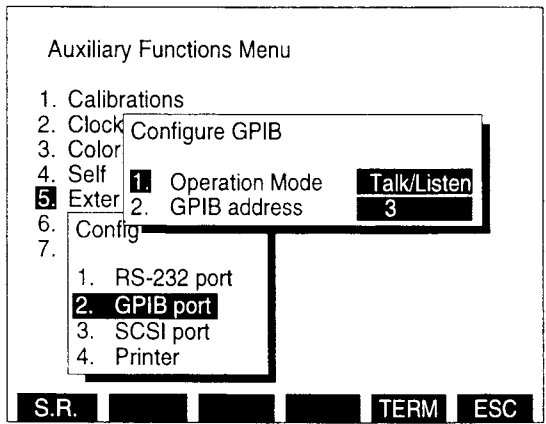 Auxiliary Functions Menu
1. Calibrations
2. Clock
3. Color
4. Self
5. Exter
6.
7.
Configure GPIB
1. Operation Mode Talk/Listen
2. GPIB address 3
Config
1. RS-232 port
2. GPIB port
3. SCSI port
4. Printer
S.R. TERM ESC